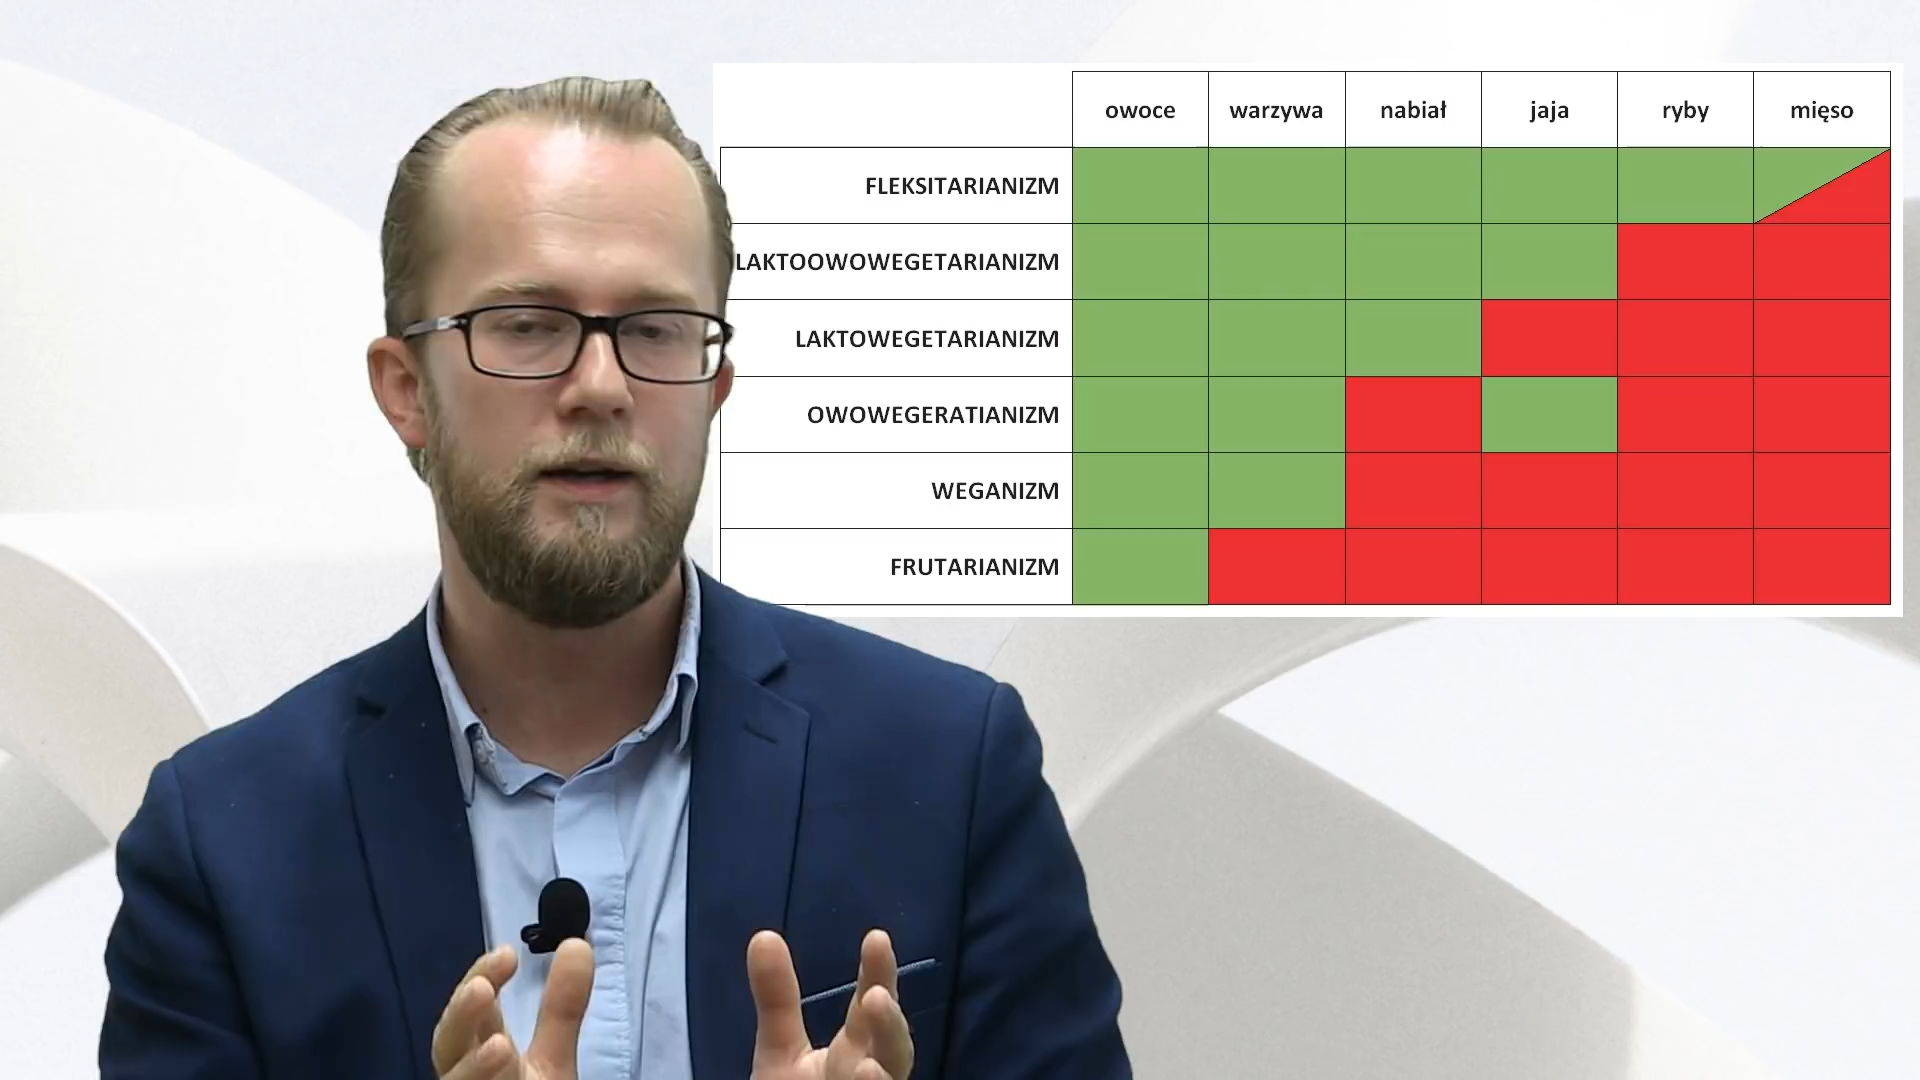 owoce warzywa nabiał jaja ryby mięso
FLEKSITARIANIZM
LAKTOOWOWEGETARIANIZM
LAKTOWEGETARIANIZM
OWOWEGERATIANIZM
WEGANIZM
FRUTARIANIZM